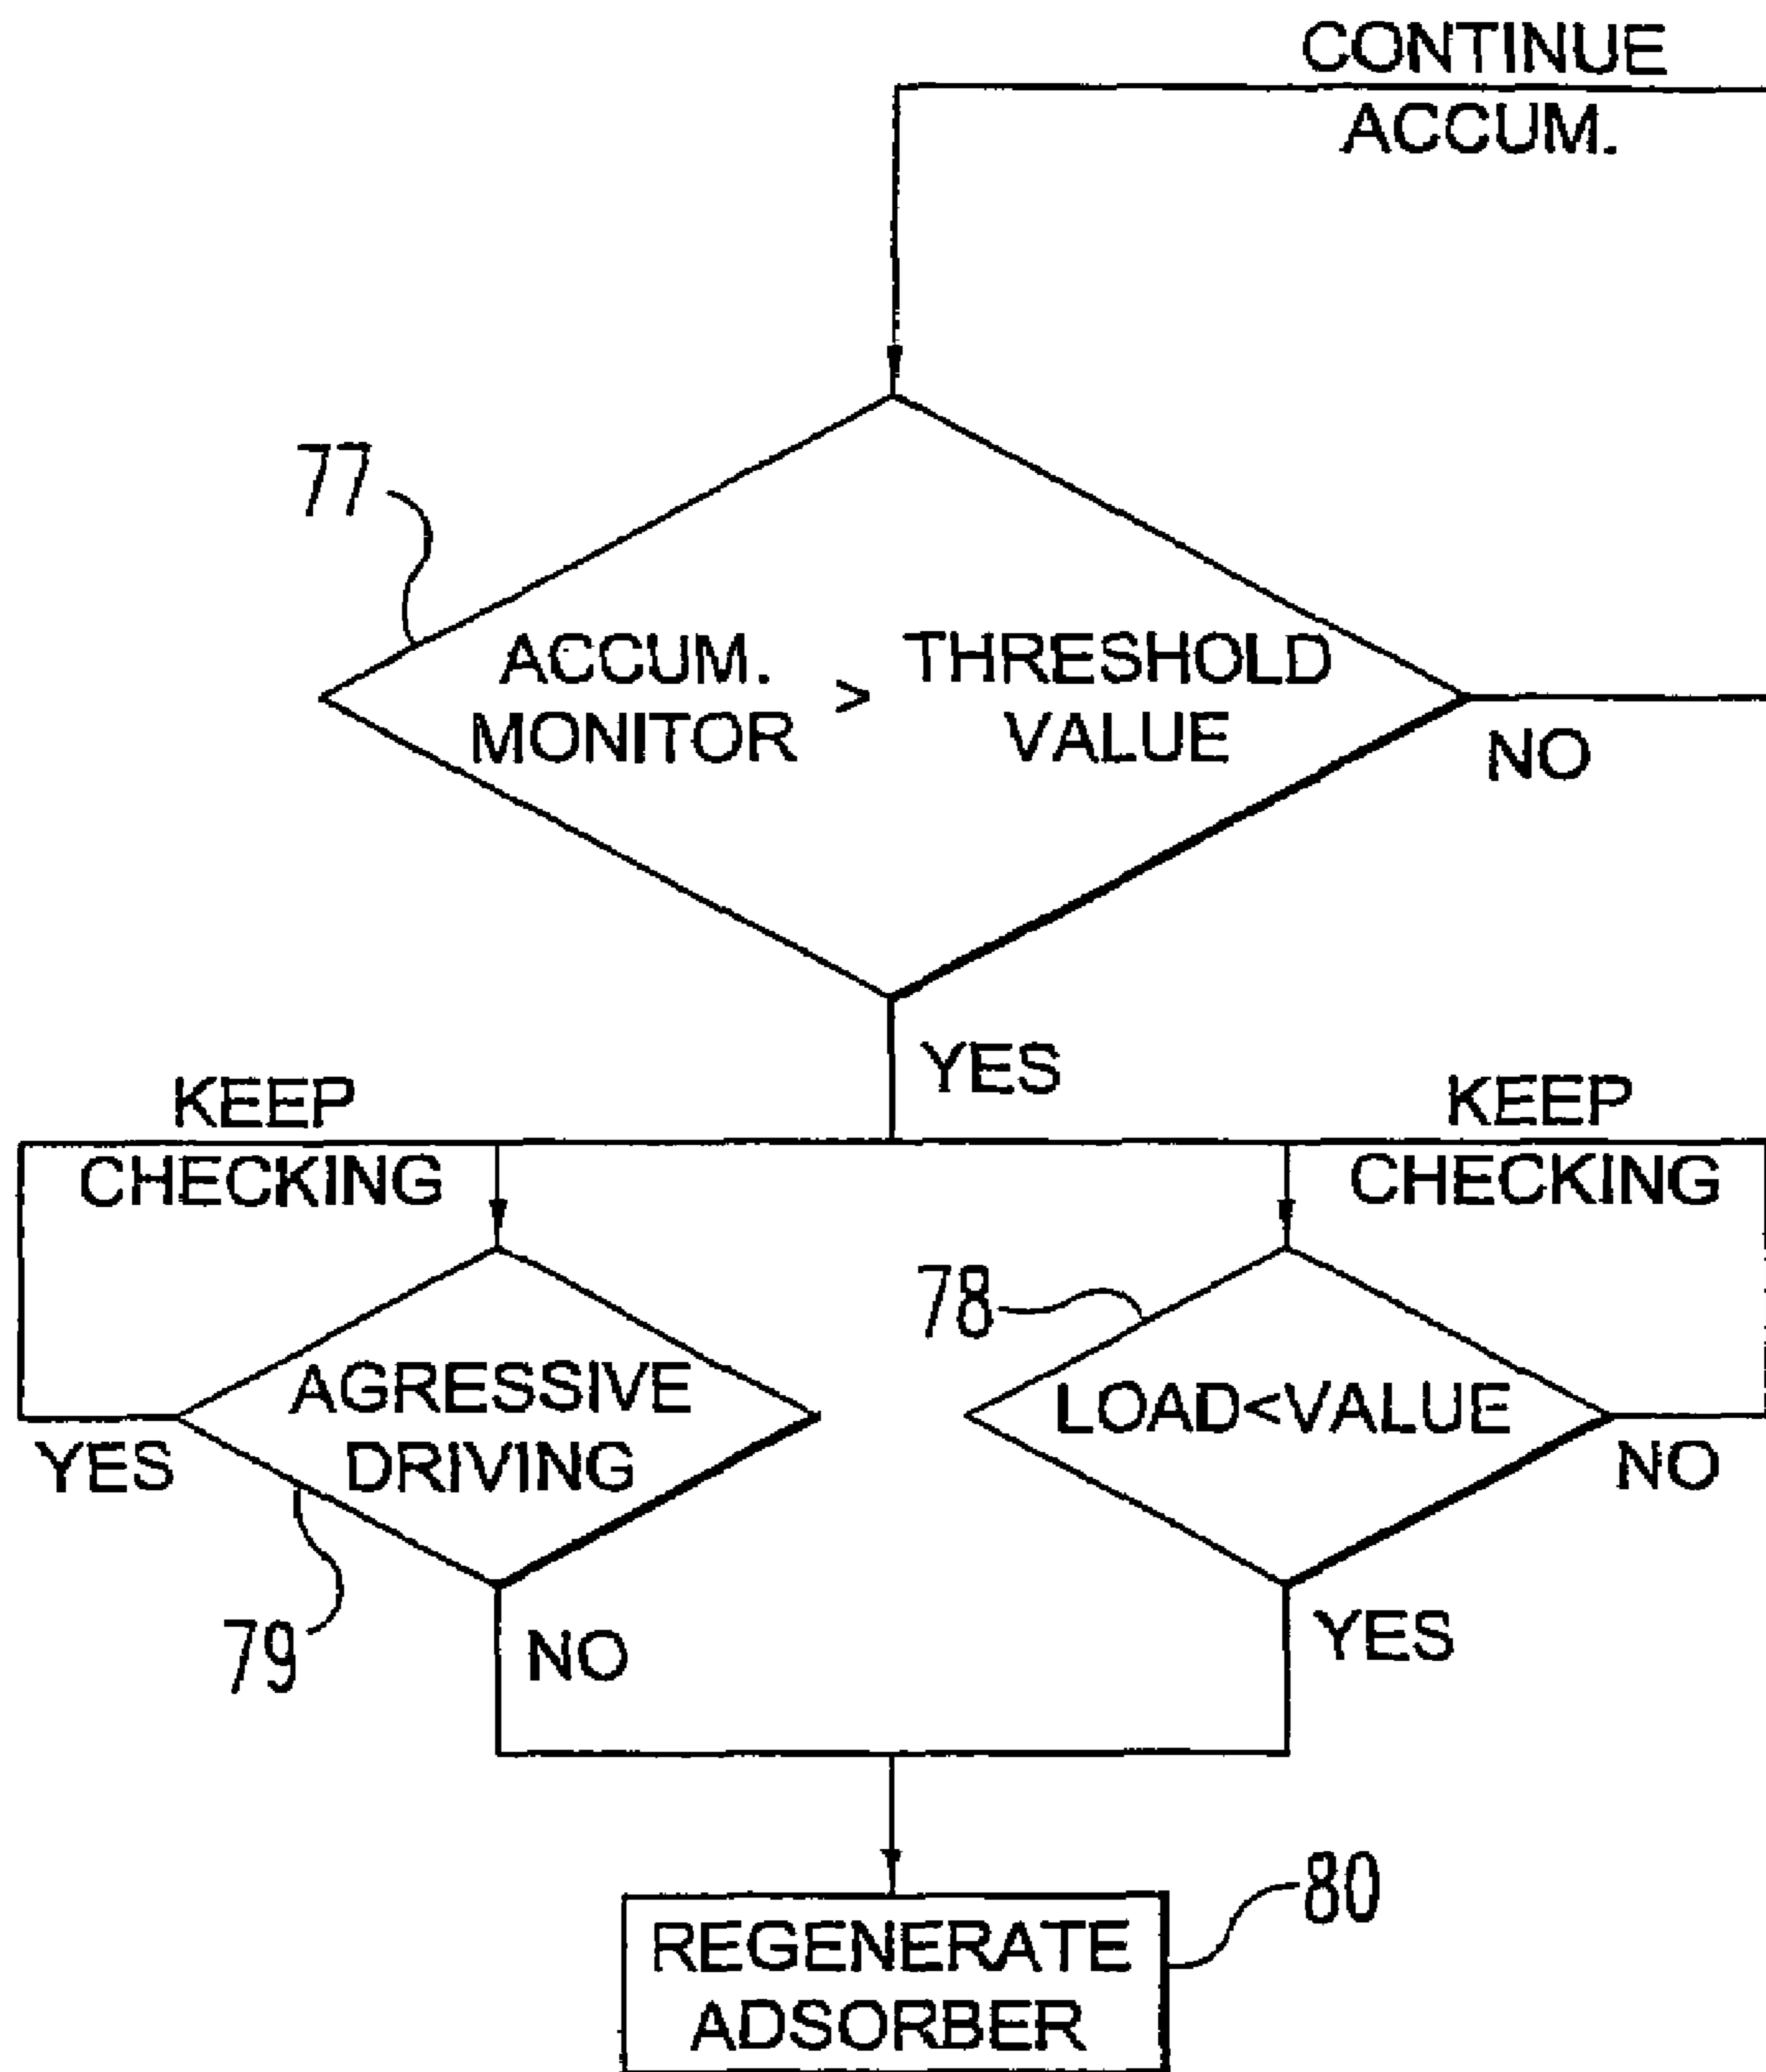 CONTINUE
ACCUM.
77
ACCUM.
MONITOR
>
THRESHOLD
VALUE
NO
YES
KEEP
CHECKING
KEEP
CHECKING
78
AGRESSIVE
DRIVING
LOAD<VALUE
YES
NO
79
NO
YES
80
REGENERATE
ADSORBER